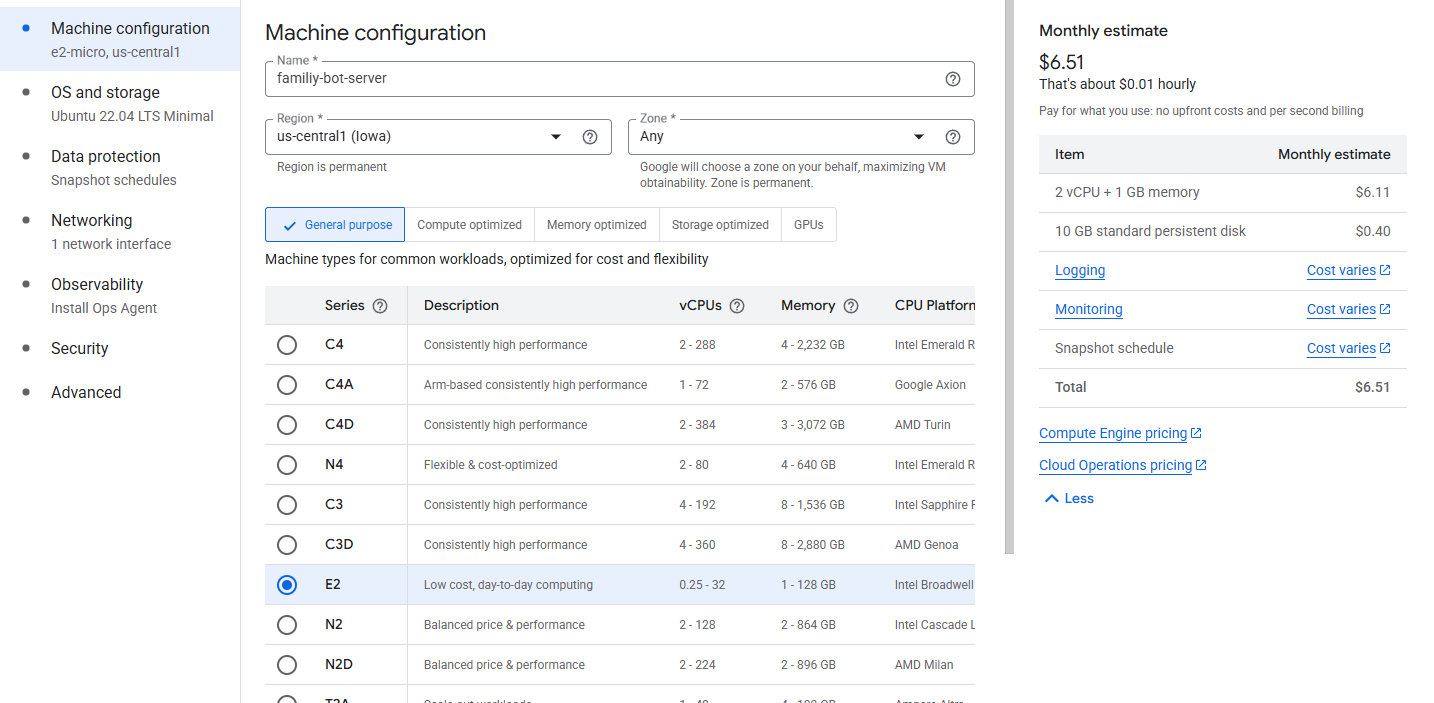 Machine configuration
e2-micro, us-central1
OS and storage
Ubuntu 22.04 LTS Minimal
Data protection
Snapshot schedules
Networking
1 network interface
Observability
Install Ops Agent
Security
Advanced
Machine configuration
Name *
familiy-bot-server
Region *
us-central1 (Iowa)
Region is permanent
Zone *
Any
Google will choose a zone on your behalf, maximizing VM
obtainability. Zone is permanent.
General purpose Compute optimized Memory optimized Storage optimized GPUs
Machine types for common workloads, optimized for cost and flexibility
Series Description vCPUs Memory CPU Platform
C4 Consistently high performance 2 - 288 4 - 2,232 GB Intel Emerald R
C4A Arm-based consistently high performance 1 - 72 2 - 576 GB Google Axion
C4D Consistently high performance 2 - 384 3 - 3,072 GB AMD Turin
N4 Flexible & cost-optimized 2 - 80 4 - 640 GB Intel Emerald R
C3 Consistently high performance 4 - 192 8 - 1,536 GB Intel Sapphire
C3D Consistently high performance 4 - 360 8 - 2,880 GB AMD Genoa
E2 Low cost, day-to-day computing 0.25 - 32 1 - 128 GB Intel Broadwell
N2 Balanced price & performance 2 - 128 2 - 864 GB Intel Cascade L
N2D Balanced price & performance 2 - 224 2 - 896 GB AMD Milan
Monthly estimate
$6.51
That's about $0.01 hourly
Pay for what you use: no upfront costs and per second billing
Item Monthly estimate
2 vCPU + 1 GB memory $6.11
10 GB standard persistent disk $0.40
Logging Cost varies
Monitoring Cost varies
Snapshot schedule Cost varies
Total $6.51
Compute Engine pricing
Cloud Operations pricing
Less